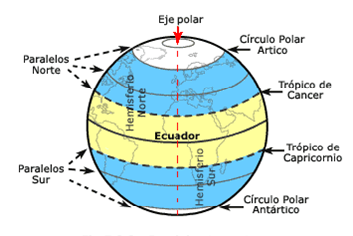 Eje polar
Círculo Polar
Artico
Paralelos
Norte
Trópico de
Cancer
Hemisferio
Norte
Ecuador
Trópico de
Capricornio
Paralelos
Sur
Hemisferio
Sur
Círculo Polar
Antártico